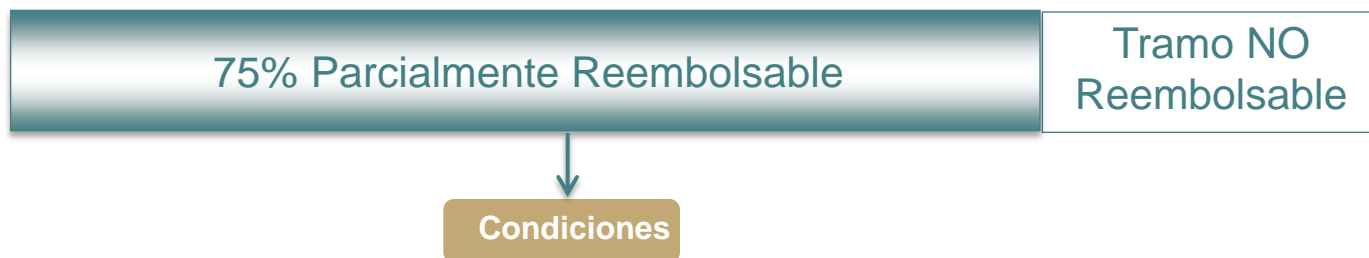 75% Parcialmente Reembolsable
Tramo NO
Reembolsable
Condiciones